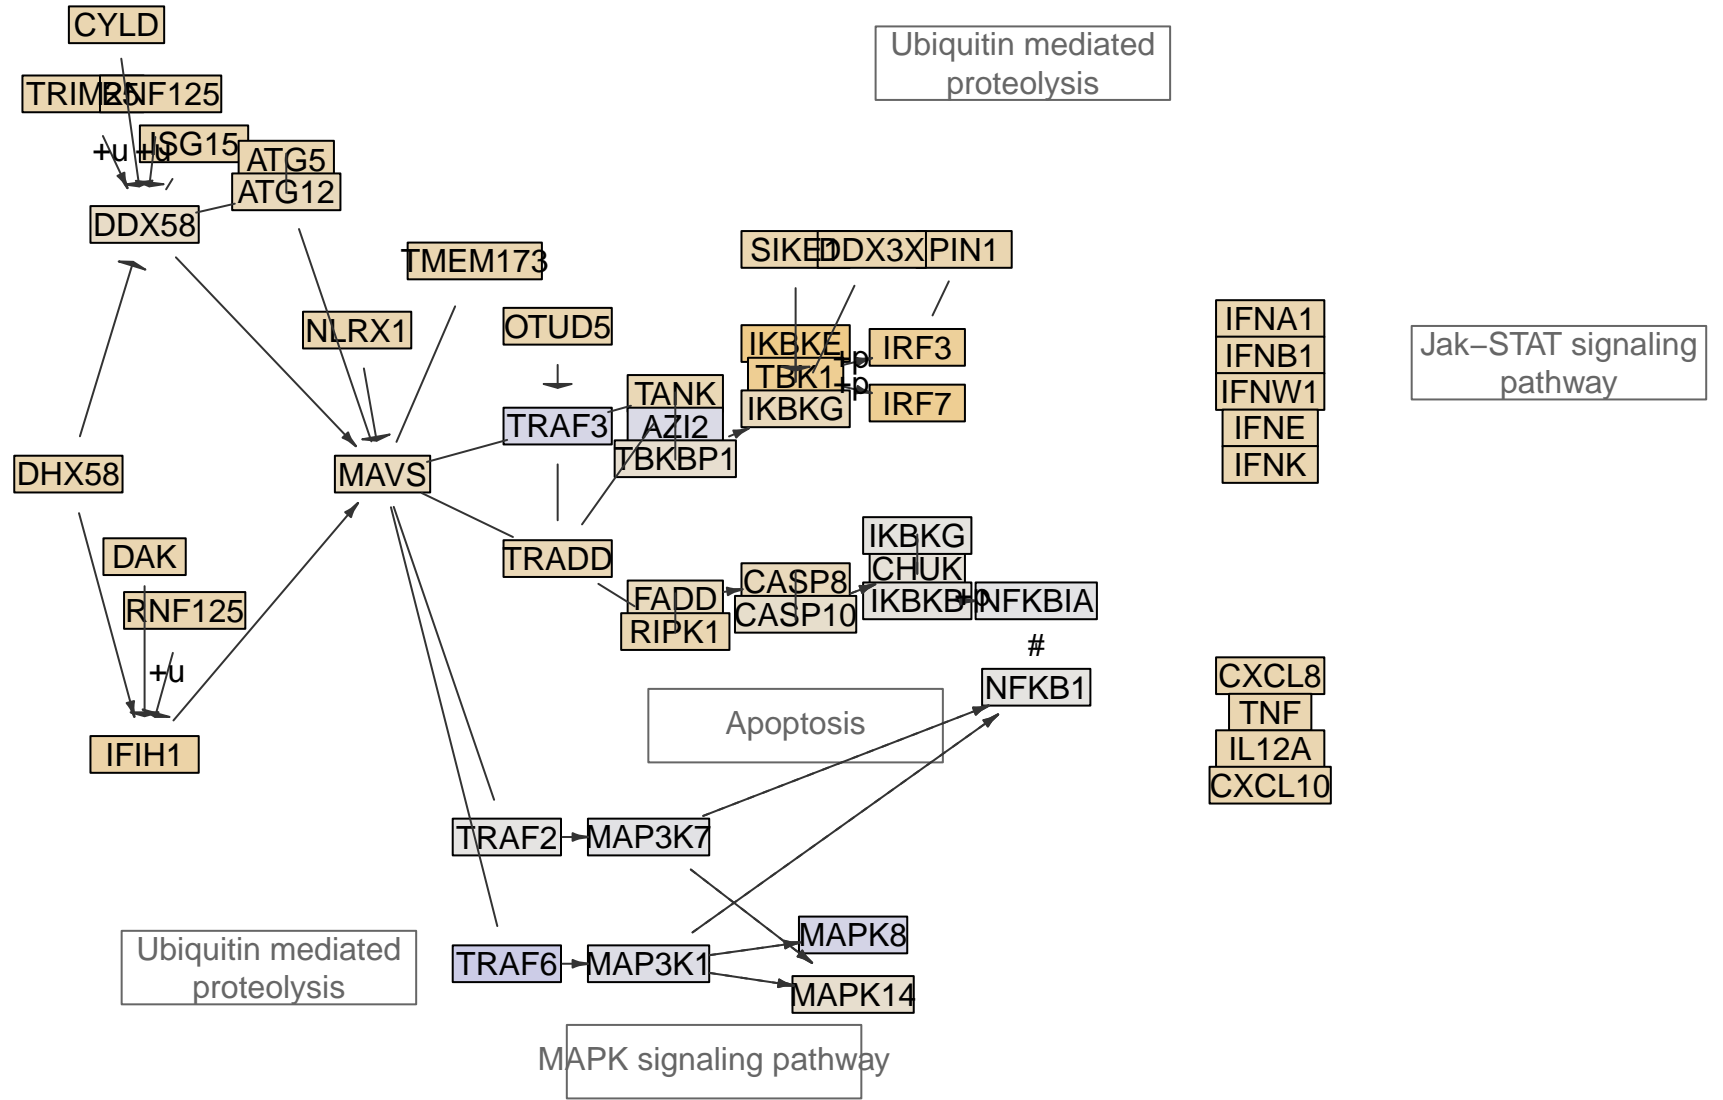 CYLD
Ubiquitin mediated
proteolysis
TRIM25
RNF125
ISG15
+u
+u
ATG5
ATG12
DDX58
TMEM173
SIKE1
DDX3X
PIN1
NLRX1
OTUD5
IKBKE
IRF3
+p
TBK1
+p
IKBKG
IRF7
TANK
TRAF3
AZI2
TBKBP1
IFNA1
IFNB1
IFNW1
IFNE
IFNK
Jak−STAT signaling
pathway
DHX58
MAVS
DAK
RNF125
+u
IFIH1
TRADD
FADD
RIPK1
CASP8
CASP10
IKBKG
CHUK
IKBKB
+p
NFKBIA
#
NFKB1
CXCL8
TNF
IL12A
CXCL10
Apoptosis
TRAF2
MAP3K7
MAPK8
TRAF6
MAP3K1
MAPK14
Ubiquitin mediated
proteolysis
MAPK signaling pathway